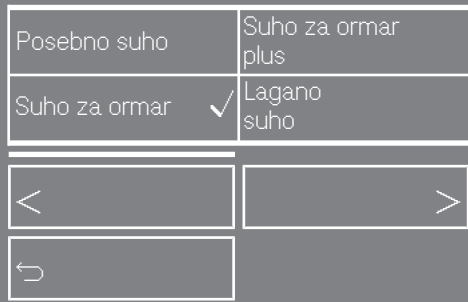 Posebno suho
Suho za ormar
plus
Suho za ormar ✓
Lagano
suho
< >